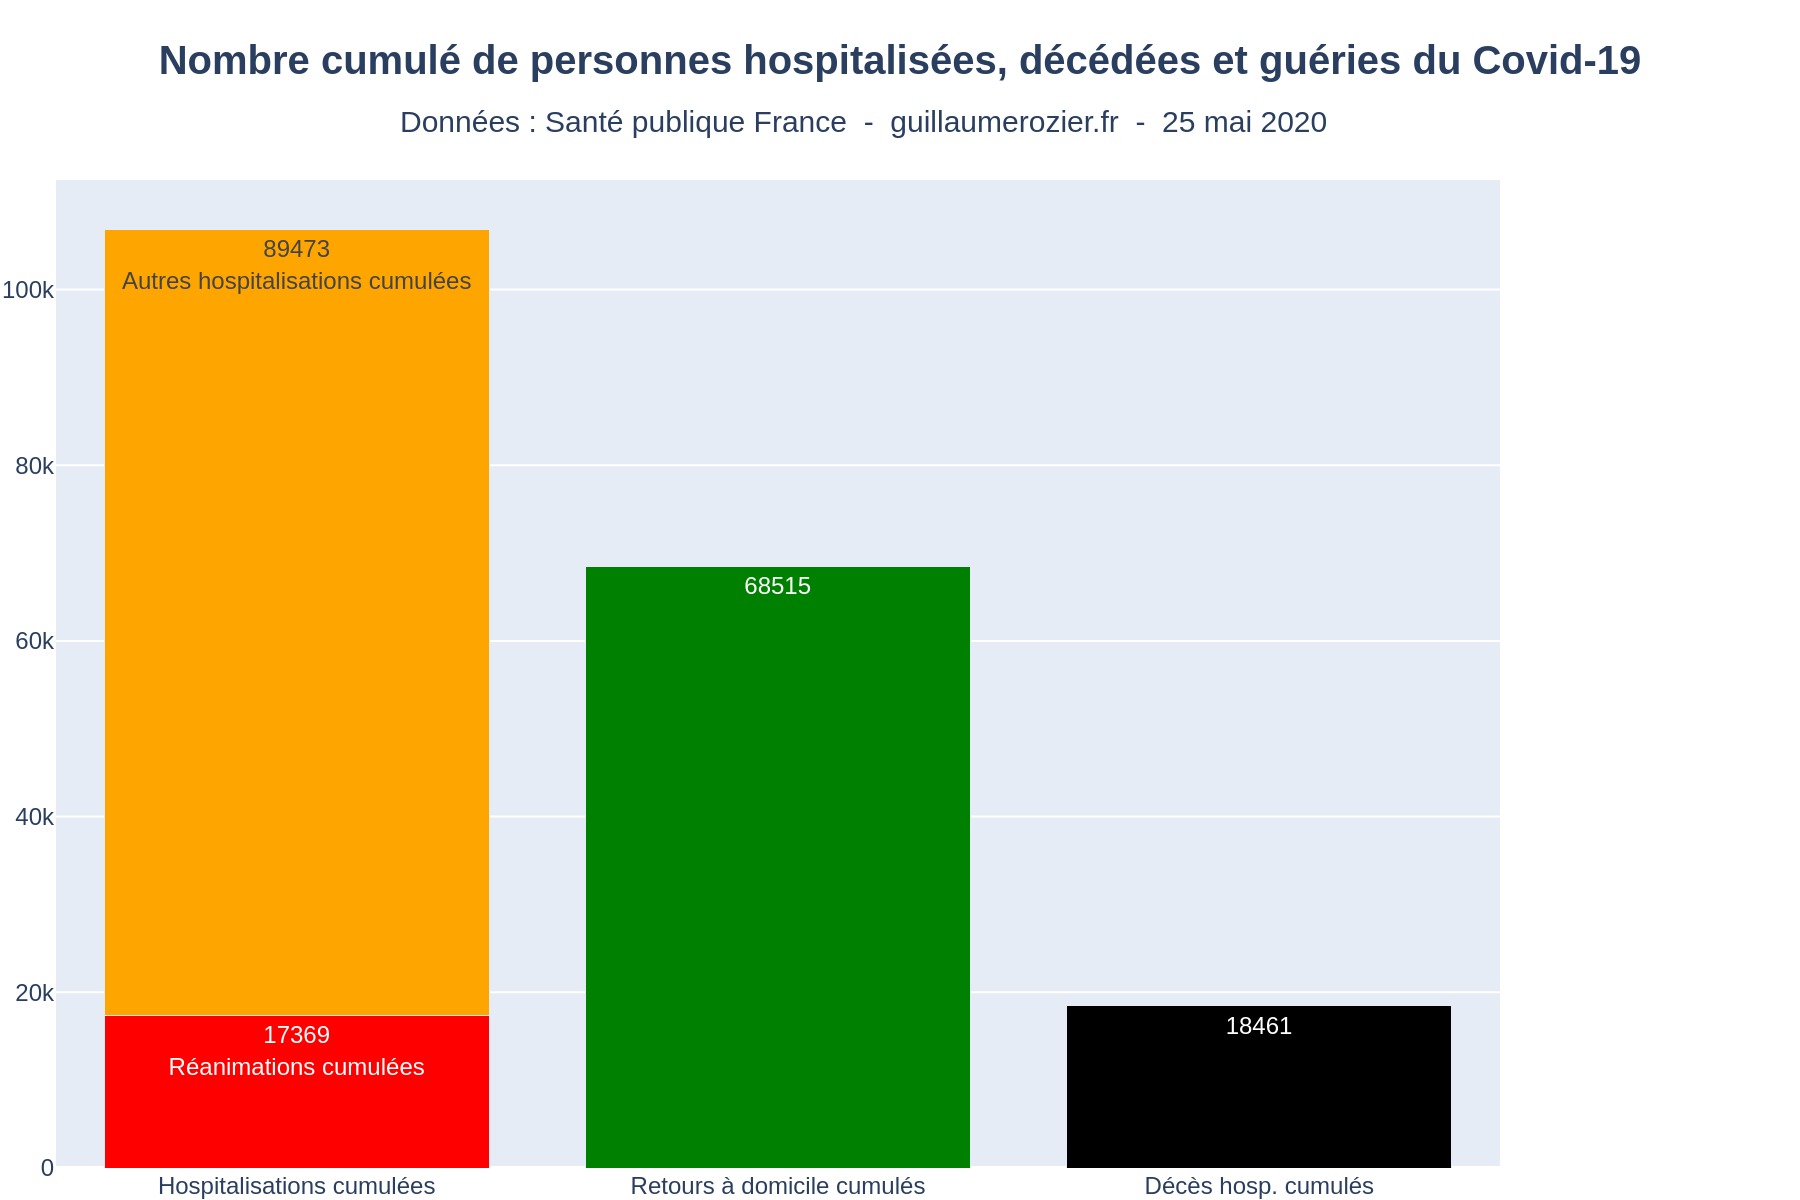 Nombre cumulé de personnes hospitalisées, décédées et guéries du Covid-19
Données : Santé publique France - guillaumerozier.fr - 25 mai 2020
100k
80k
60k
40k
20k
0
89473
Autres hospitalisations cumulées
17369
Réanimations cumulées
68515
18461
Hospitalisations cumulées
Retours à domicile cumulés
Décès hosp. cumulés